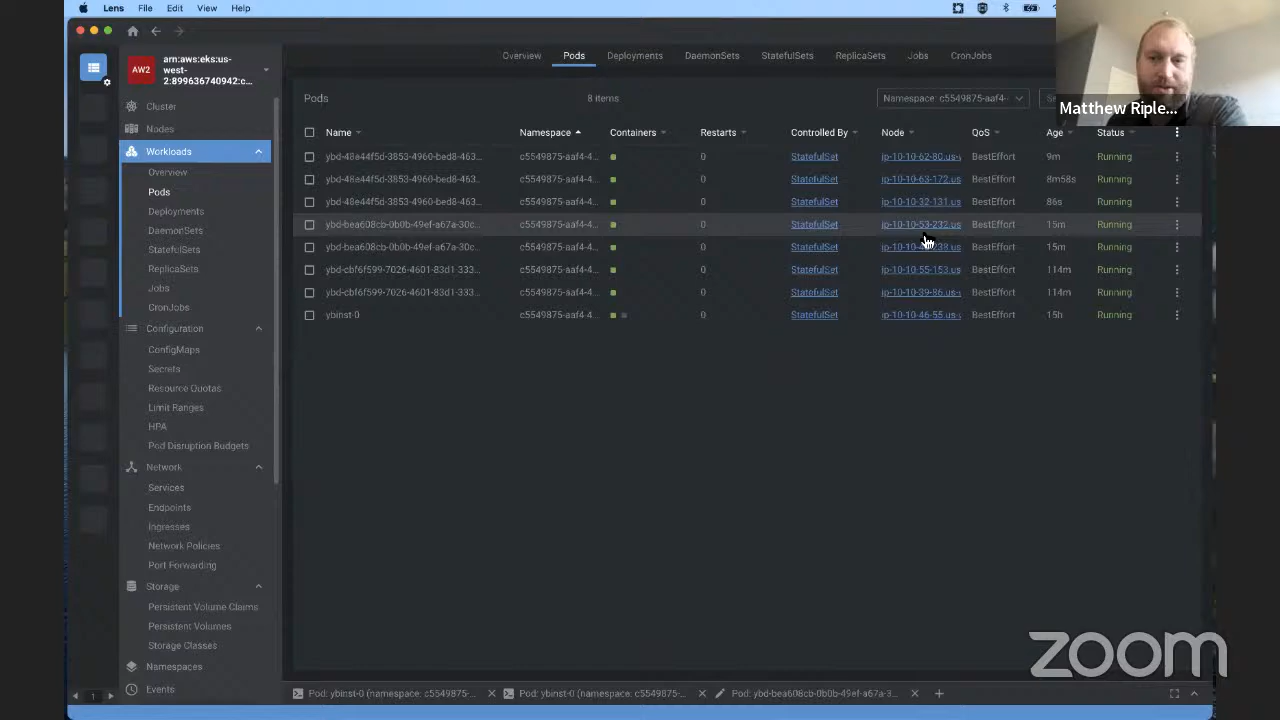 Lens File Edit View Window Help
AW2 arn:aws:eks:us-
west-
2:899636740942:c...
Overview Pods Deployments DaemonSets StatefulSets ReplicaSets Jobs CronJobs
Matthew Riple...
Pods 8 items Namespace: c5549875-aaf4-
Name Namespace Containers Restarts Controlled By Node QoS Age Status
ybd-48a44f5d-3853-4960-bed8-463... c5549875-aaf4-4... 0 StatefulSet ip-10-10-62-80.us- BestEffort 9m Running
ybd-48a44f5d-3853-4960-bed8-463... c5549875-aaf4-4... 0 StatefulSet ip-10-10-63-172.us BestEffort 8m58s Running
ybd-48a44f5d-3853-4960-bed8-463... c5549875-aaf4-4... 0 StatefulSet ip-10-10-32-131.us BestEffort 86s Running
ybd-bea608cb-0b0b-49ef-a67a-30c... c5549875-aaf4-4... 0 StatefulSet ip-10-10-53-232.us BestEffort 15m Running
ybd-bea608cb-0b0b-49ef-a67a-30c... c5549875-aaf4-4... 0 StatefulSet BestEffort 15m Running
ybd-cbf6f599-7026-4601-83d1-333... c5549875-aaf4-4... 0 StatefulSet ip-10-10-55-153.us BestEffort 114m Running
ybd-cbf6f599-7026-4601-83d1-333... c5549875-aaf4-4... 0 StatefulSet ip-10-10-39-86.us- BestEffort 114m Running
ybinst-0 c5549875-aaf4-4... 0 StatefulSet ip-10-10-46-55.us- BestEffort 15h Running
Cluster
Nodes
Workloads
Overview
Pods
Deployments
DaemonSets
StatefulSets
ReplicaSets
Jobs
CronJobs
Configuration
ConfigMaps
Secrets
Resource Quotas
Limit Ranges
HPA
Pod Disruption Budgets
Network
Services
Endpoints
Ingresses
Network Policies
Port Forwarding
Storage
Persistent Volume Claims
Persistent Volumes
Storage Classes
Namespaces
Events
1
Pod: ybinst-0 (namespace: c5549875-... Pod: ybinst-0 (namespace: c5549875-... Pod: ybd-bea608cb-0b0b-49ef-a67a-3...
zoom